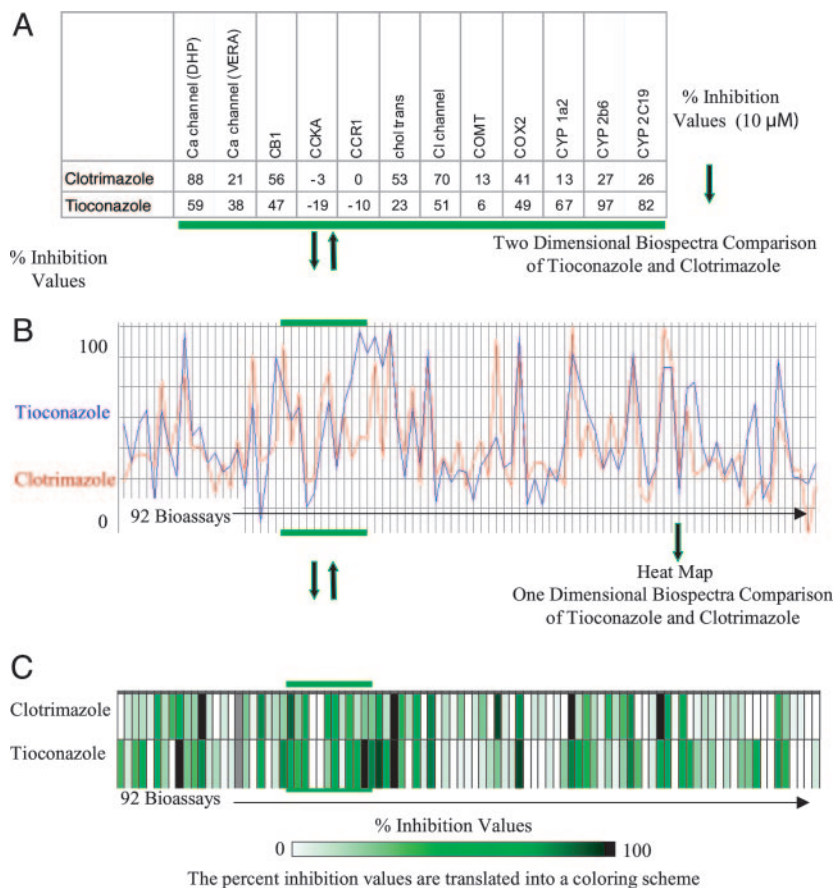 A
Ca channel (DHP) Ca channel (VERA) CB1 CCKA CCR1 chol trans Cl channel COMT COX2 CYP 1a2 CYP 2b6 CYP 2C19
Clotrimazole 88 21 56 -3 0 53 70 13 41 13 27 26
Tioconazole 59 38 47 -19 -10 23 51 6 49 67 97 82
% Inhibition
Values (10 µM)
% Inhibition
Values
Two Dimensional Biospectra Comparison
of Tioconazole and Clotrimazole
B
100
Tioconazole
Clotrimazole
0
92 Bioassays
Heat Map
One Dimensional Biospectra Comparison
of Tioconazole and Clotrimazole
C
Clotrimazole
Tioconazole
92 Bioassays
% Inhibition Values
0 100
The percent inhibition values are translated into a coloring scheme